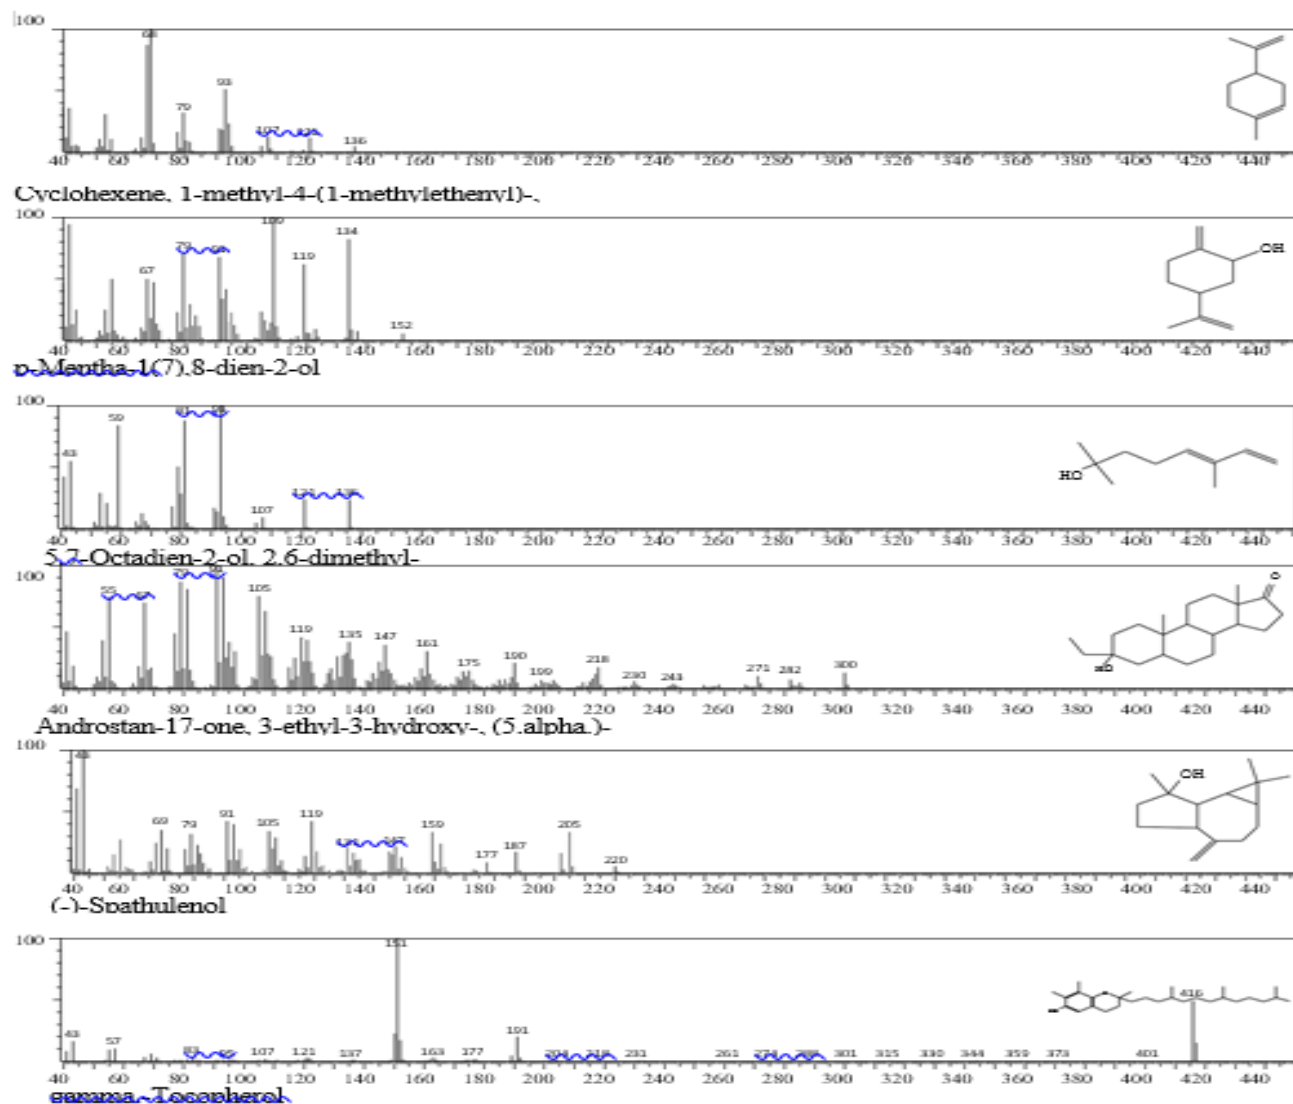 100
68
93
79
107
136
40 60 80 100 120 140 160 180 200 220 240 260 280 300 320 340 360 380 400 420 440
Cyclohexene, 1-methyl-4-(1-methylethenyl)-,
100
109
134
79
119
67
OH
152
40 60 80 100 120 140 160 180 200 220 240 260 280 300 320 340 360 380 400 420 440
p-Mentha-1(7),8-dien-2-ol
100
59
43
HO
107
40 60 80 100 120 140 160 180 200 220 240 260 280 300 320 340 360 380 400 420 440
5,7-Octadien-2-ol, 2,6-dimethyl-
100
O
55
105
119 135 147 161
175 190 199 218 230 243 271 282 300
HO
40 60 80 100 120 140 160 180 200 220 240 260 280 300 320 340 360 380 400 420 440
Androstan-17-one, 3-ethyl-3-hydroxy-, (5.alpha.)-
100
43
OH
69 79 91 105 119 159 205
147
177 187 220
40 60 80 100 120 140 160 180 200 220 240 260 280 300 320 340 360 380 400 420 440
(-)-Spathulenol
100
151
416
43 57 191
107 121 137 163 177 231 261 301 315 330 344 359 373 401
40 60 80 100 120 140 160 180 200 220 240 260 280 300 320 340 360 380 400 420 440
gamma.-Tocopherol